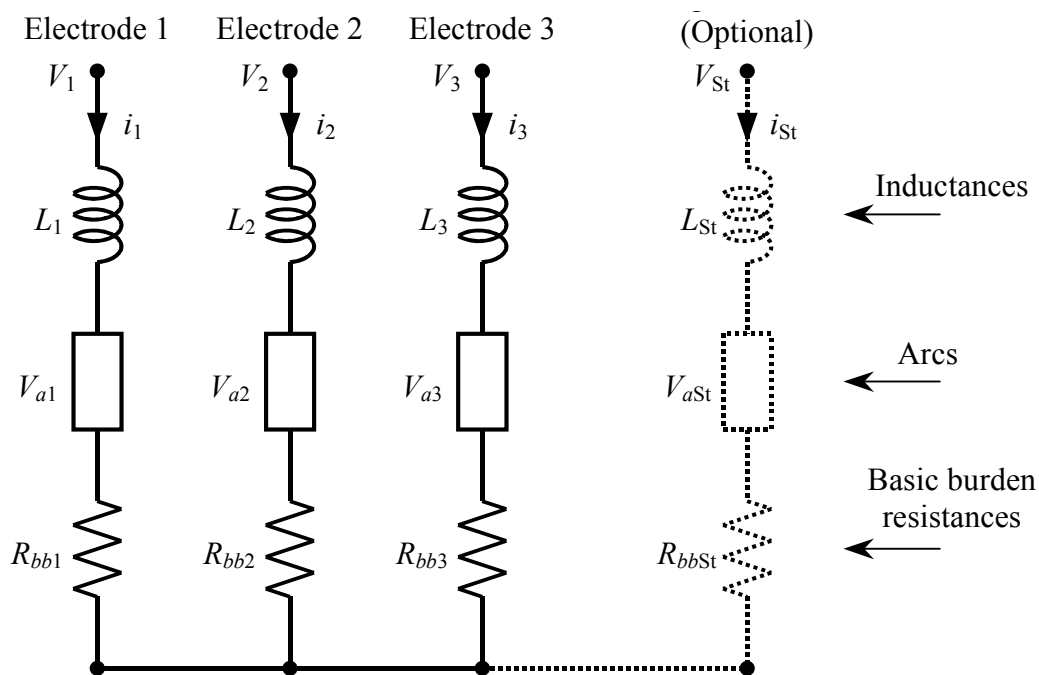 Electrode 1
Electrode 2
Electrode 3
(Optional)
V1
V2
V3
VSt
i1
i2
i3
iSt
L1
L2
L3
LSt
Inductances
Va1
Va2
Va3
VaSt
Arcs
Rbb1
Rbb2
Rbb3
RbbSt
Basic burden
resistances